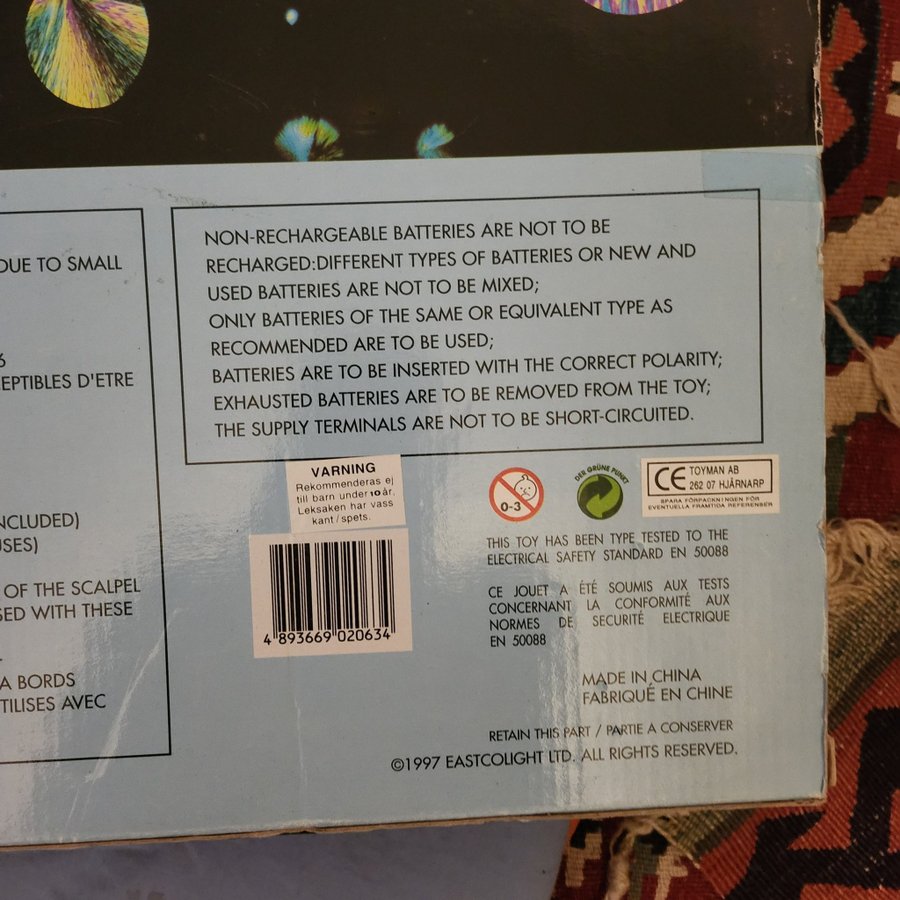 DUE TO SMALL
6
EPTIBLES D'ETRE
NCLUDED)
USES)
OF THE SCALPEL
SED WITH THESE
A BORDS
TILISES AVEC
NON-RECHARGEABLE BATTERIES ARE NOT TO BE
RECHARGED:DIFFERENT TYPES OF BATTERIES OR NEW AND
USED BATTERIES ARE NOT TO BE MIXED;
ONLY BATTERIES OF THE SAME OR EQUIVALENT TYPE AS
RECOMMENDED ARE TO BE USED;
BATTERIES ARE TO BE INSERTED WITH THE CORRECT POLARITY;
EXHAUSTED BATTERIES ARE TO BE REMOVED FROM THE TOY;
THE SUPPLY TERMINALS ARE NOT TO BE SHORT-CIRCUITED.
VARNING
Rekommenderas ej
till barn under 10 år.
Leksaken har vass
kant/spets.
4 893669 020634
0-3
DER GRÜNE PUNKT
CE TOYMAN AB
262 07 HJÄRNARP
SPARA FÖRPACKNINGEN FÖR
EVENTUELLA FRAMTIDA REFERENSER
THIS TOY HAS BEEN TYPE TESTED TO THE
ELECTRICAL SAFETY STANDARD EN 50088
CE JOUET A ÉTÉ SOUMIS AUX TESTS
CONCERNANT LA CONFORMITÉ AUX
NORMES DE SECURITÉ ELECTRIQUE
EN 50088
MADE IN CHINA
FABRIQUÉ EN CHINE
RETAIN THIS PART / PARTIE A CONSERVER
©1997 EASTCOLIGHT LTD. ALL RIGHTS RESERVED.